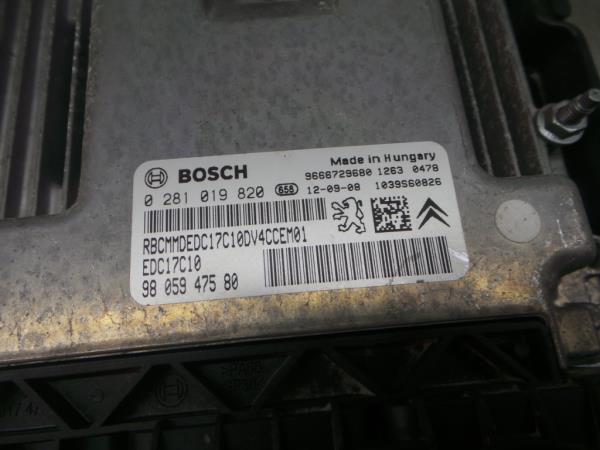 BOSCH
Made in Hungary
9666729680 1263 0478
0 281 019 820 658 12-09-08 1039S60826
RBCMMDEDC17C10DV4CCEM01
EDC17C10
98 059 475 80